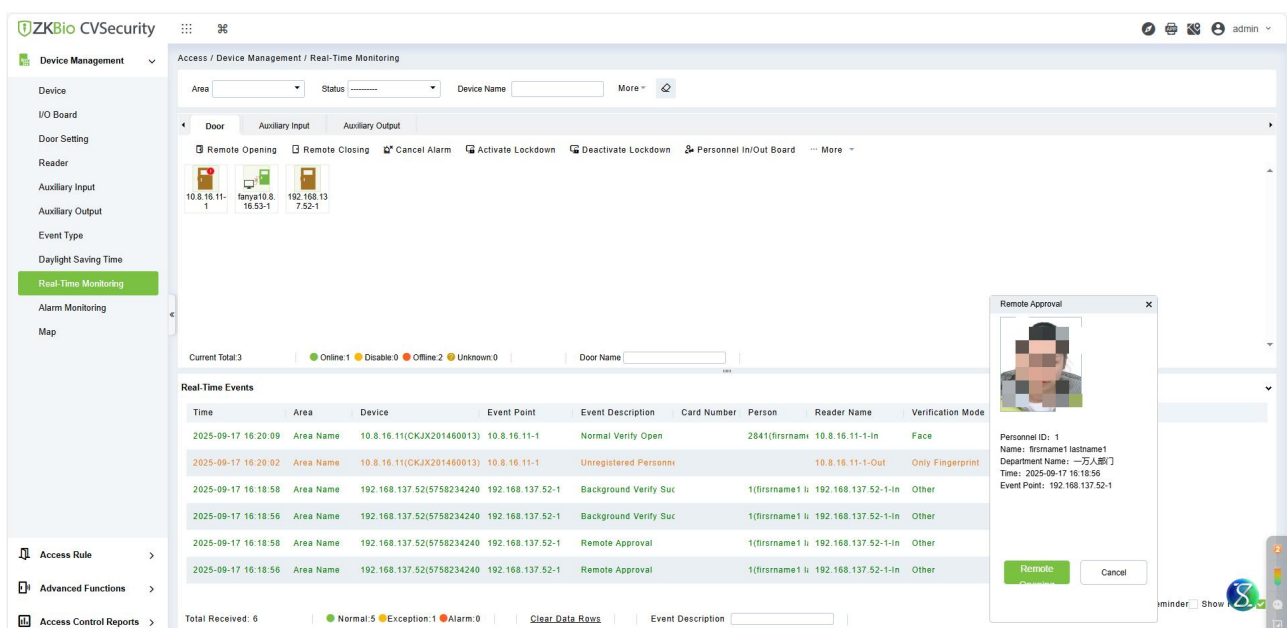 ZKBio CVSecurity
admin
Device Management
Access / Device Management / Real-Time Monitoring
Device
I/O Board
Door Setting
Reader
Auxiliary Input
Auxiliary Output
Event Type
Daylight Saving Time
Real-Time Monitoring
Alarm Monitoring
Map
Access Rule
Advanced Functions
Access Control Reports
Area Status ---------- Device Name More
Door Auxiliary Input Auxiliary Output
Remote Opening Remote Closing Cancel Alarm Activate Lockdown Deactivate Lockdown Personnel In/Out Board ··· More
10.8.16.11-1
fanya10.8.16.53-1
192.168.137.52-1
Current Total:3 Online:1 Disable:0 Offline:2 Unknown:0 Door Name
Real-Time Events
Time Area Device Event Point Event Description Card Number Person Reader Name Verification Mode
2025-09-17 16:20:09 Area Name 10.8.16.11(CKJX201460013) 10.8.16.11-1 Normal Verify Open 2841(firsrname 10.8.16.11-1-In Face
2025-09-17 16:20:02 Area Name 10.8.16.11(CKJX201460013) 10.8.16.11-1 Unregistered Personne 10.8.16.11-1-Out Only Fingerprint
2025-09-17 16:18:58 Area Name 192.168.137.52(5758234240 192.168.137.52-1 Background Verify Suc 1(firsrname1 la 192.168.137.52-1-In Other
2025-09-17 16:18:56 Area Name 192.168.137.52(5758234240 192.168.137.52-1 Background Verify Suc 1(firsrname1 la 192.168.137.52-1-In Other
2025-09-17 16:18:58 Area Name 192.168.137.52(5758234240 192.168.137.52-1 Remote Approval 1(firsrname1 la 192.168.137.52-1-In Other
2025-09-17 16:18:56 Area Name 192.168.137.52(5758234240 192.168.137.52-1 Remote Approval 1(firsrname1 la 192.168.137.52-1-In Other
Total Received: 6 Normal:5 Exception:1 Alarm:0 Clear Data Rows Event Description
Remote Approval
Personnel ID： 1
Name： firsrname1 lastname1
Department Name： 一万人部门
Time： 2025-09-17 16:18:56
Event Point： 192.168.137.52-1
Remote Opening
Cancel
eminder Show
2